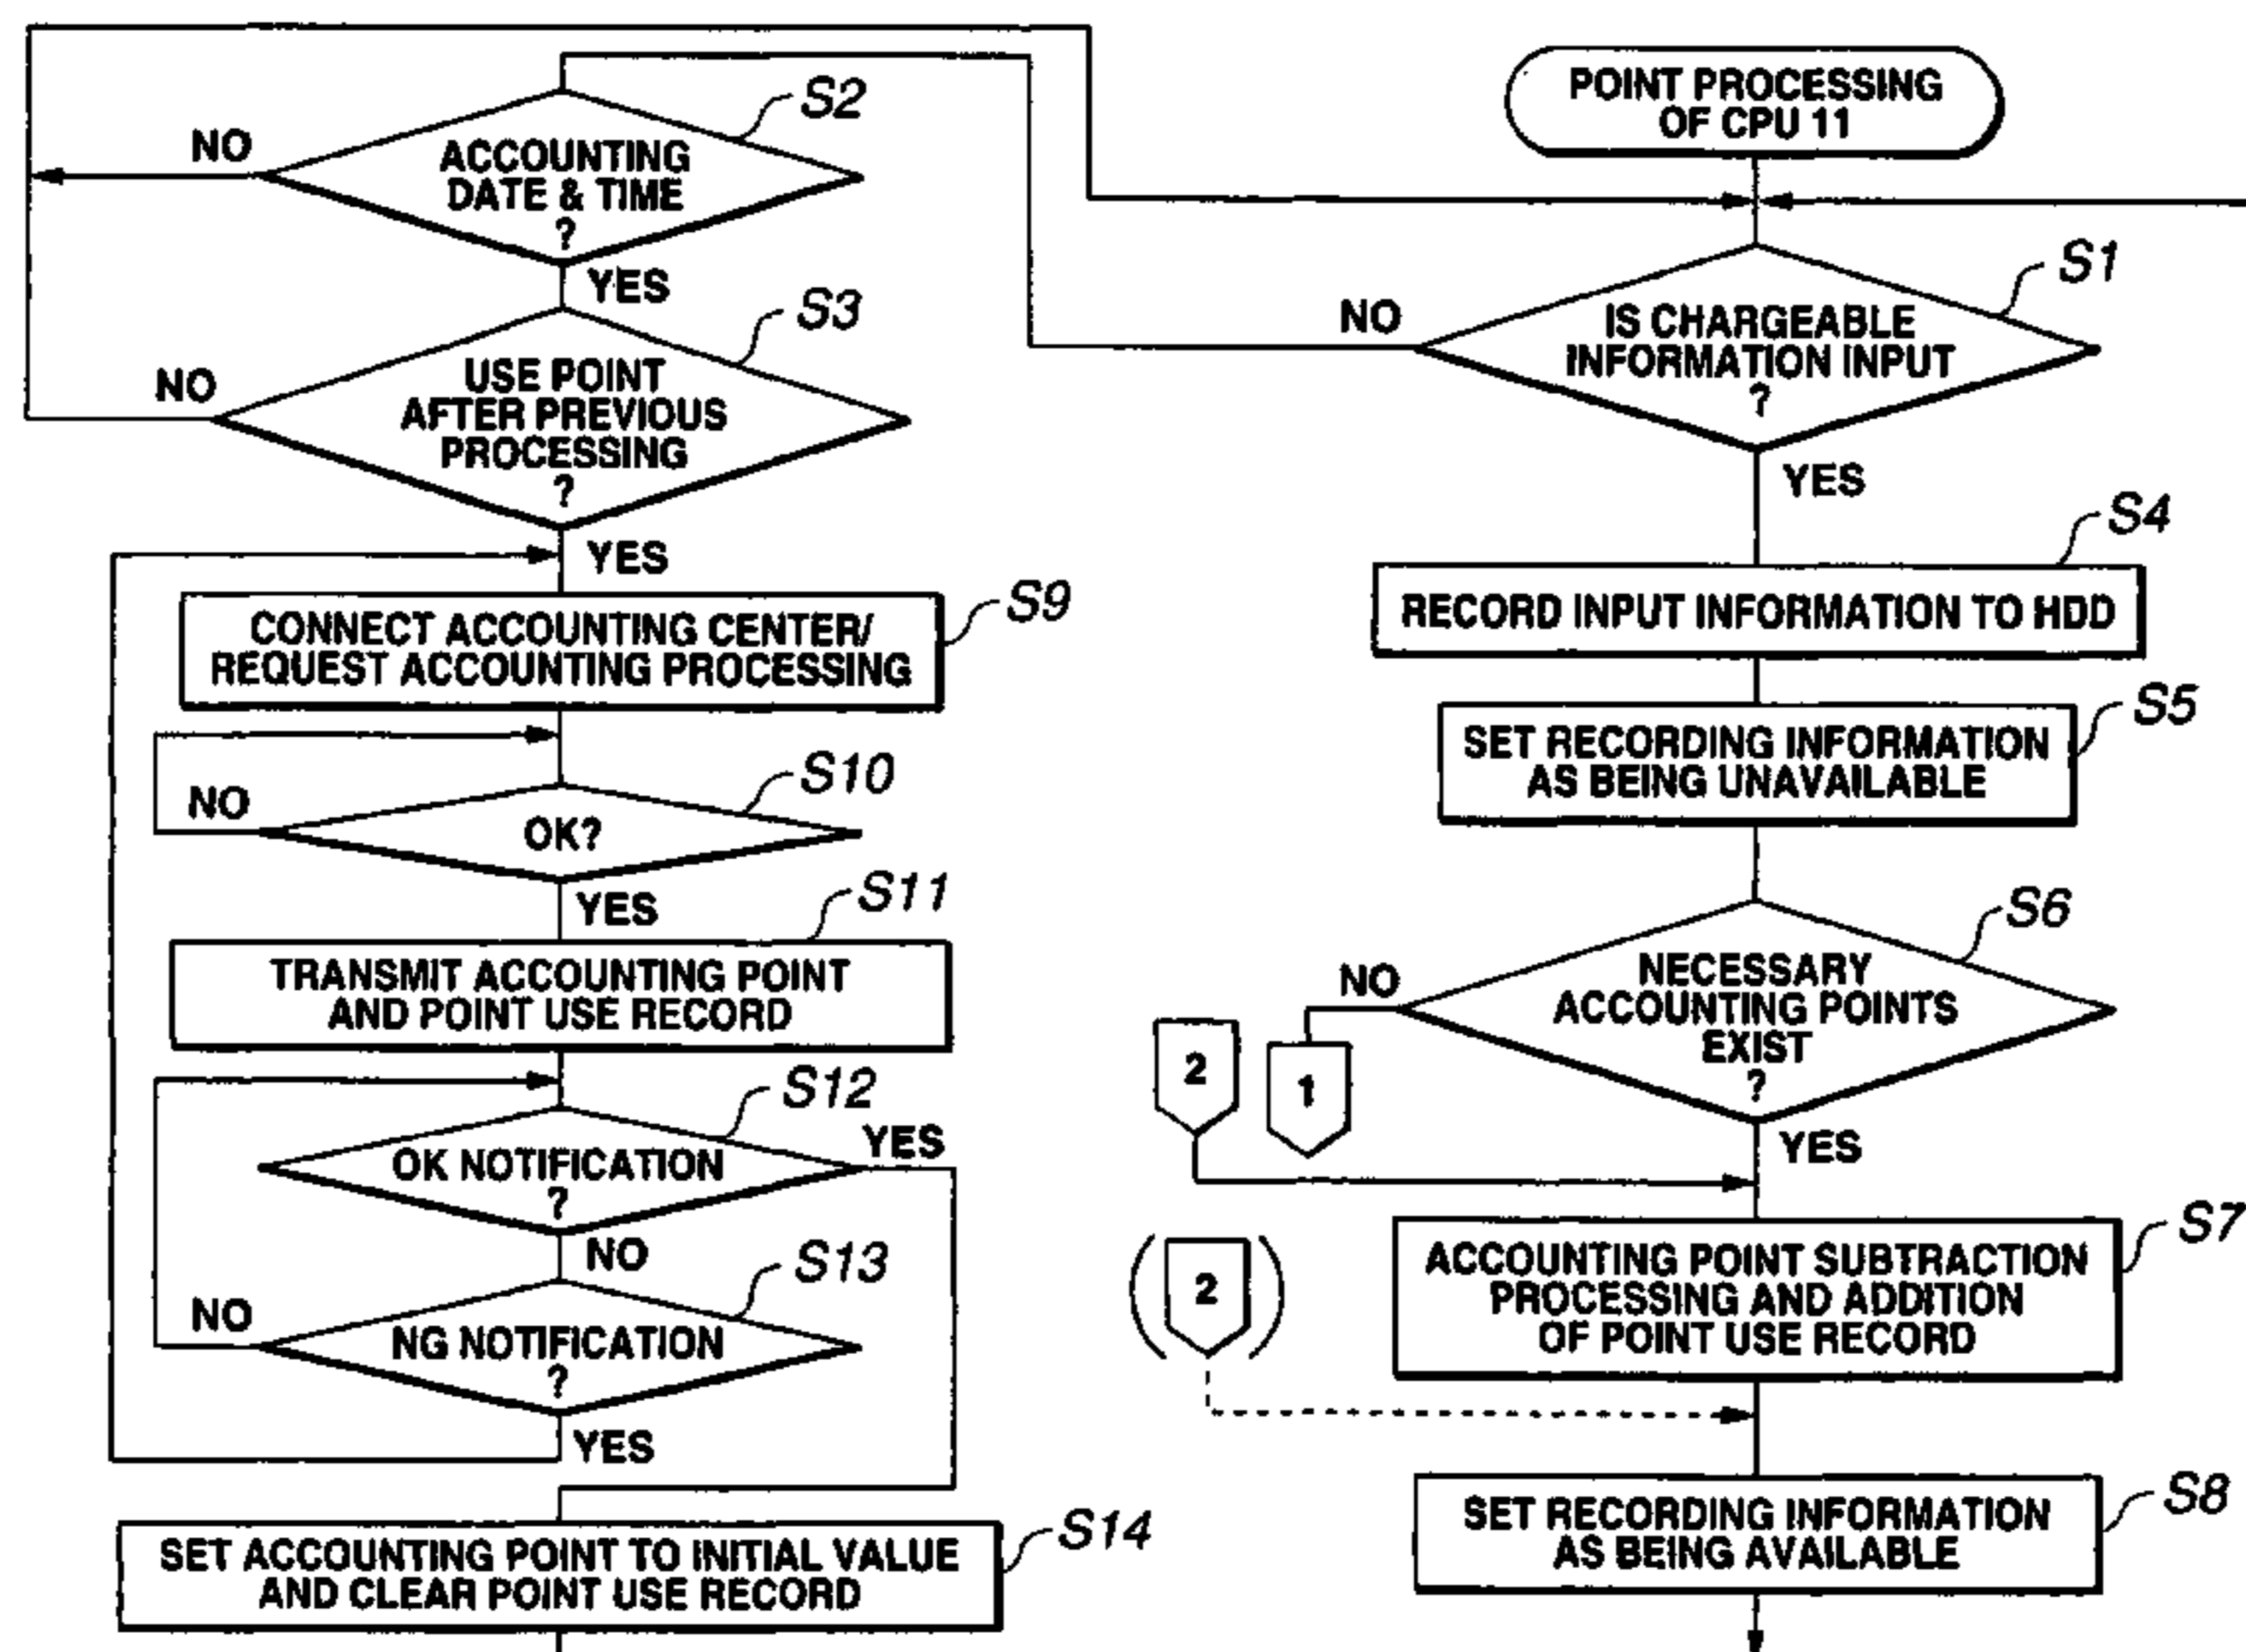 S2
NO
ACCOUNTING
DATE & TIME
?
YES
S3
NO
USE POINT
AFTER PREVIOUS
PROCESSING
?
YES
S9
CONNECT ACCOUNTING CENTER/
REQUEST ACCOUNTING PROCESSING
S10
NO
OK?
YES
S11
TRANSMIT ACCOUNTING POINT
AND POINT USE RECORD
S12
YES
OK NOTIFICATION
?
NO
S13
NO
NG NOTIFICATION
?
YES
S14
SET ACCOUNTING POINT TO INITIAL VALUE
AND CLEAR POINT USE RECORD
POINT PROCESSING
OF CPU 11
S1
NO
IS CHARGEABLE
INFORMATION INPUT
?
YES
S4
RECORD INPUT INFORMATION TO HDD
S5
SET RECORDING INFORMATION
AS BEING UNAVAILABLE
S6
NO
NECESSARY
ACCOUNTING POINTS
EXIST
?
2
1
YES
S7
ACCOUNTING POINT SUBTRACTION
PROCESSING AND ADDITION
OF POINT USE RECORD
(2)
S8
SET RECORDING INFORMATION
AS BEING AVAILABLE